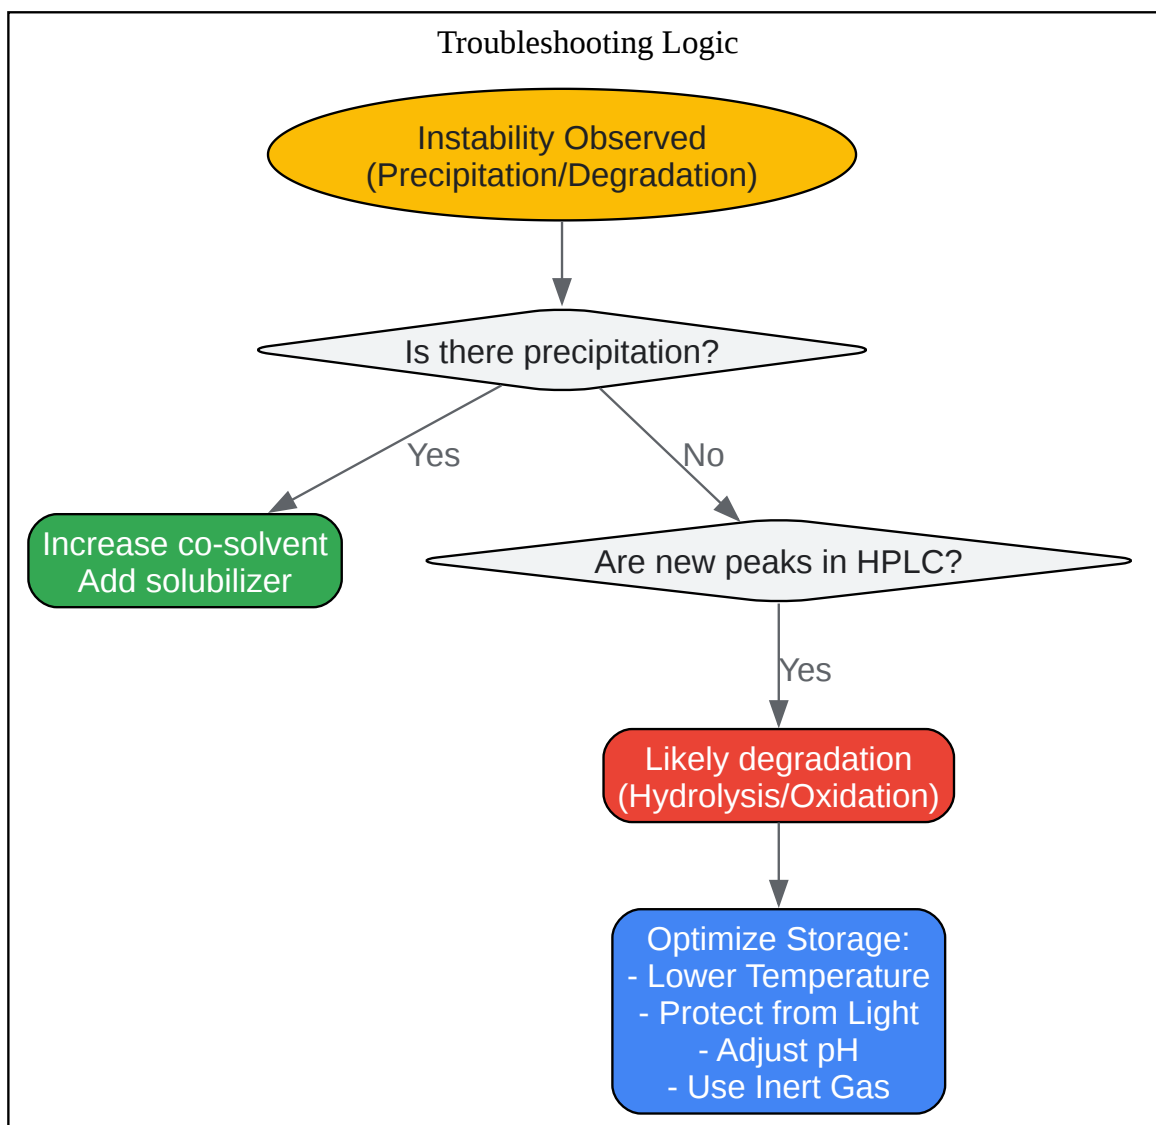 Troubleshooting Logic
Instability Observed
(Precipitation/Degradation)
Is there precipitation?
Yes
No
Increase co-solvent
Add solubilizer
Are new peaks in HPLC?
Yes
Likely degradation
(Hydrolysis/Oxidation)
Optimize Storage:
- Lower Temperature
- Protect from Light
- Adjust pH
- Use Inert Gas